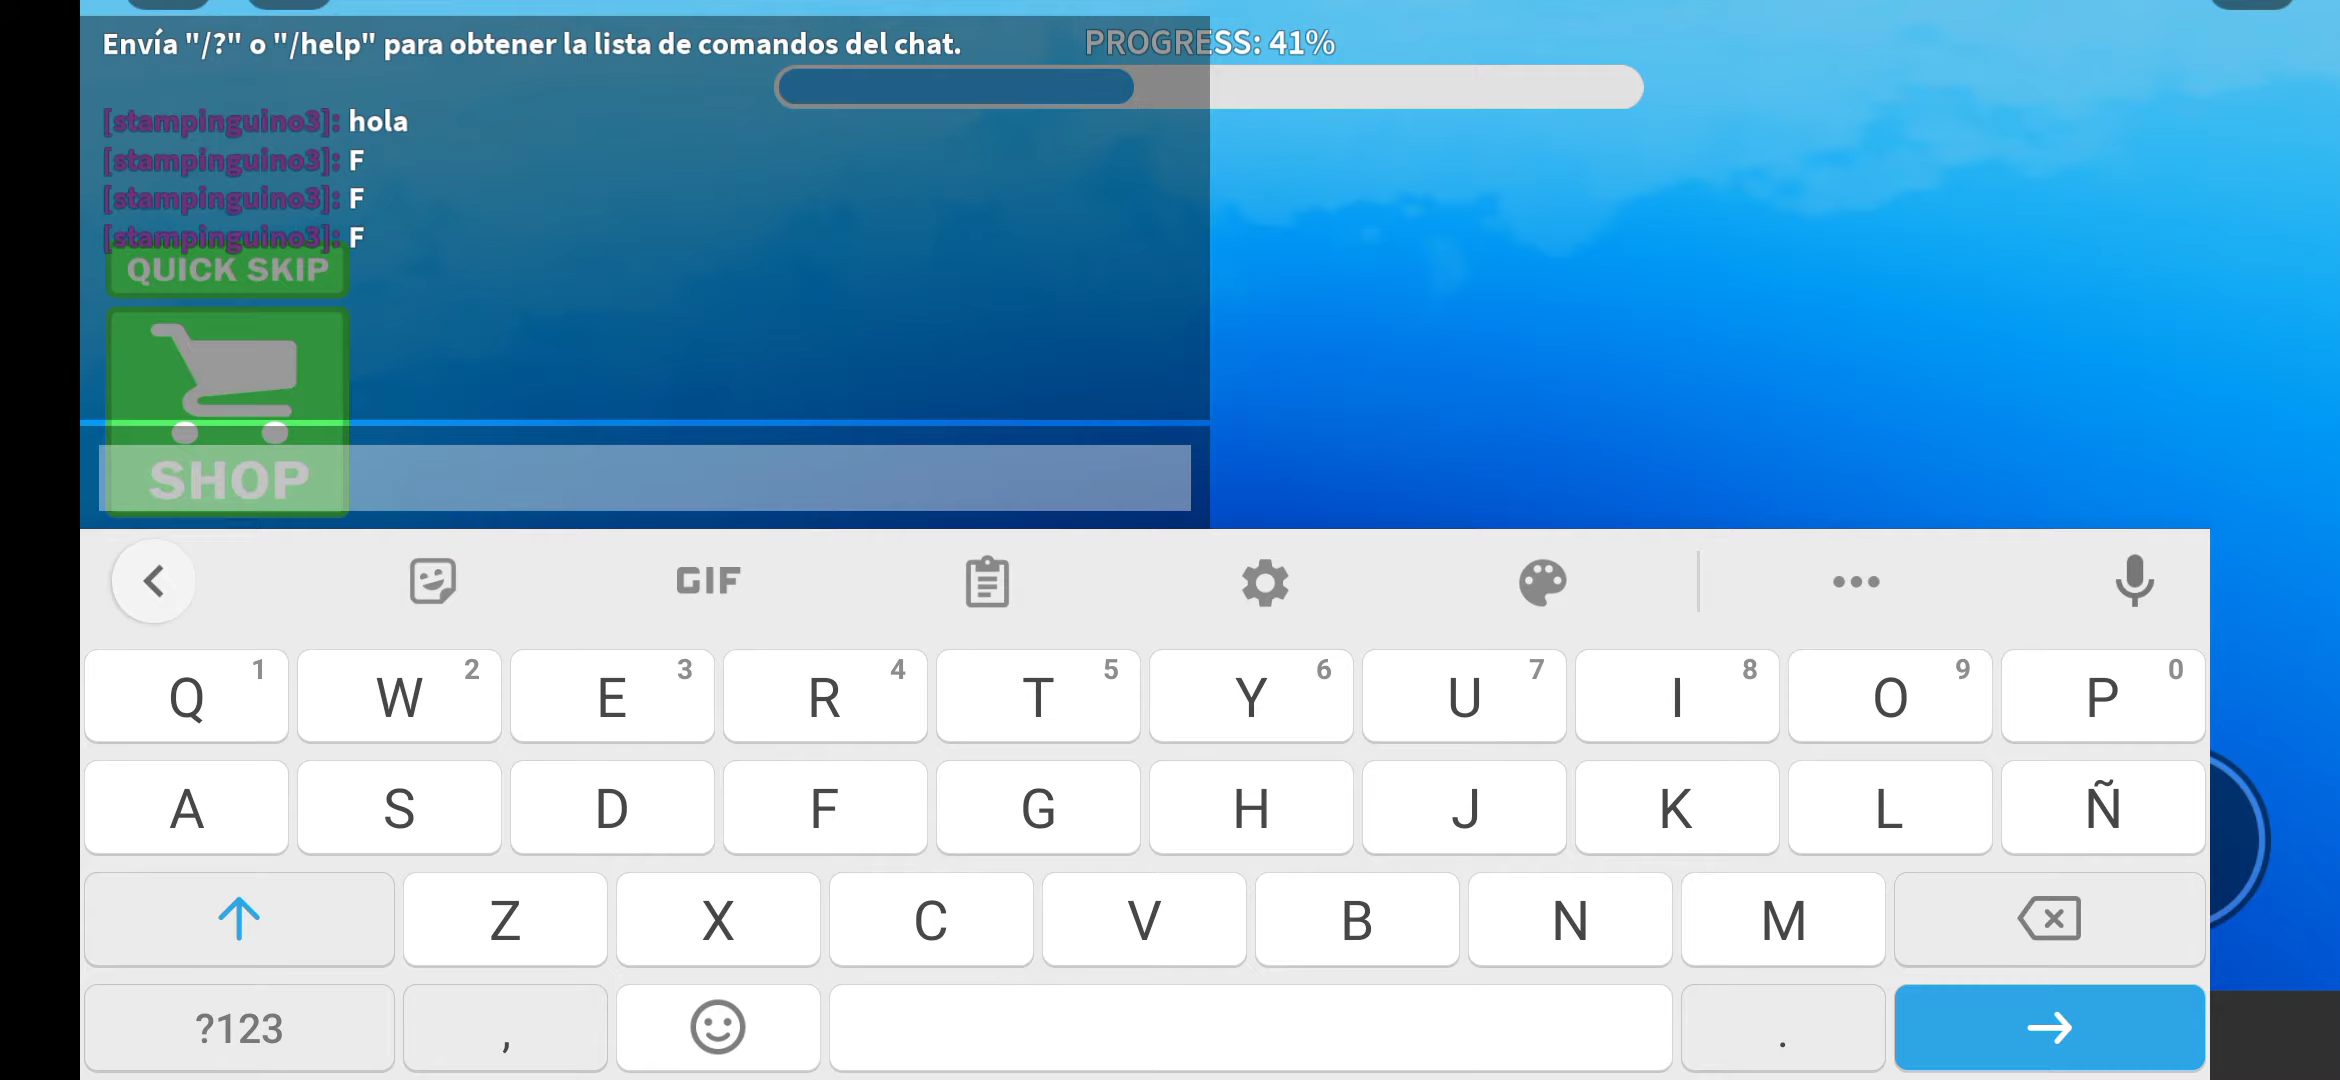 Envía "/?" o "/help" para obtener la lista de comandos del chat.
PROGRESS: 41%
[stampinguino3]: hola
[stampinguino3]: F
[stampinguino3]: F
[stampinguino3]: F
QUICK SKIP
SHOP
GIF
Q 1 W 2 E 3 R 4 T 5 Y 6 U 7 I 8 O 9 P 0
A S D F G H J K L Ñ
Z X C V B N M
?123 , .